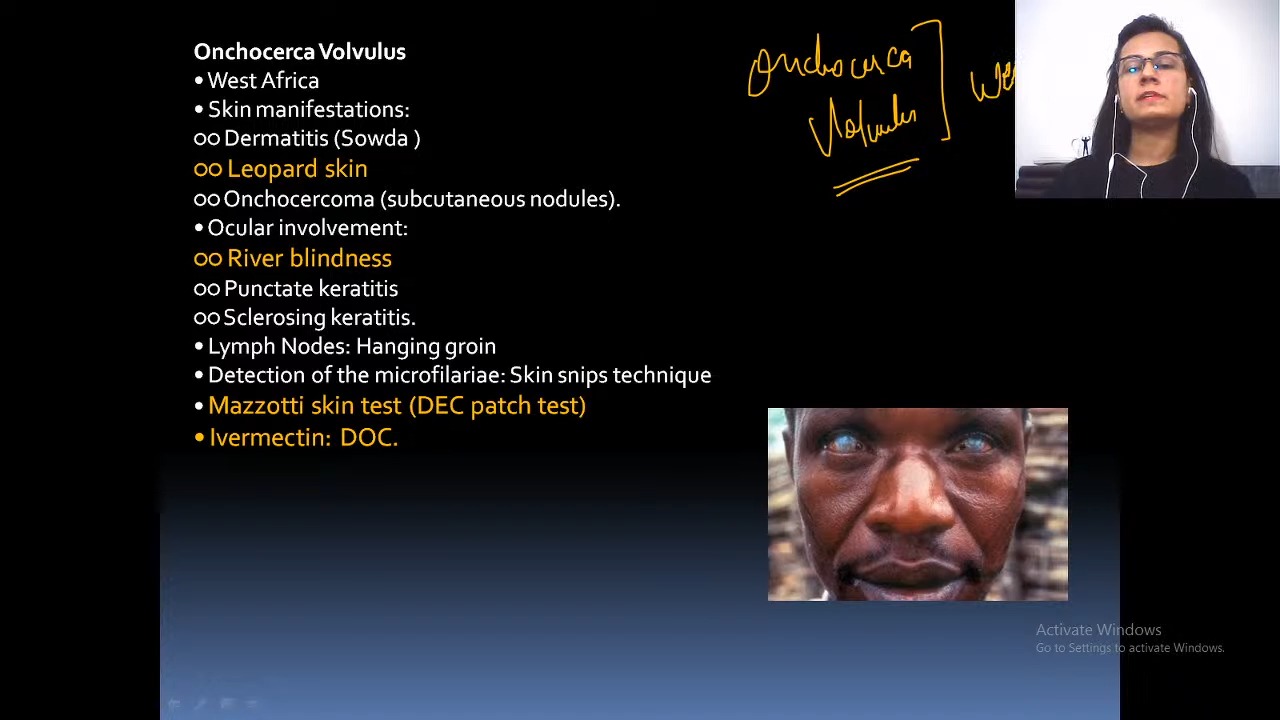 Onchocerca Volvulus
• West Africa
• Skin manifestations:
oo Dermatitis (Sowda )
oo Leopard skin
oo Onchocercoma (subcutaneous nodules).
• Ocular involvement:
oo River blindness
oo Punctate keratitis
oo Sclerosing keratitis.
• Lymph Nodes: Hanging groin
• Detection of the microfilariae: Skin snips technique
• Mazzotti skin test (DEC patch test)
• Ivermectin: DOC.
Onchocerca
Volvulus
Activate Windows
Go to Settings to activate Windows.